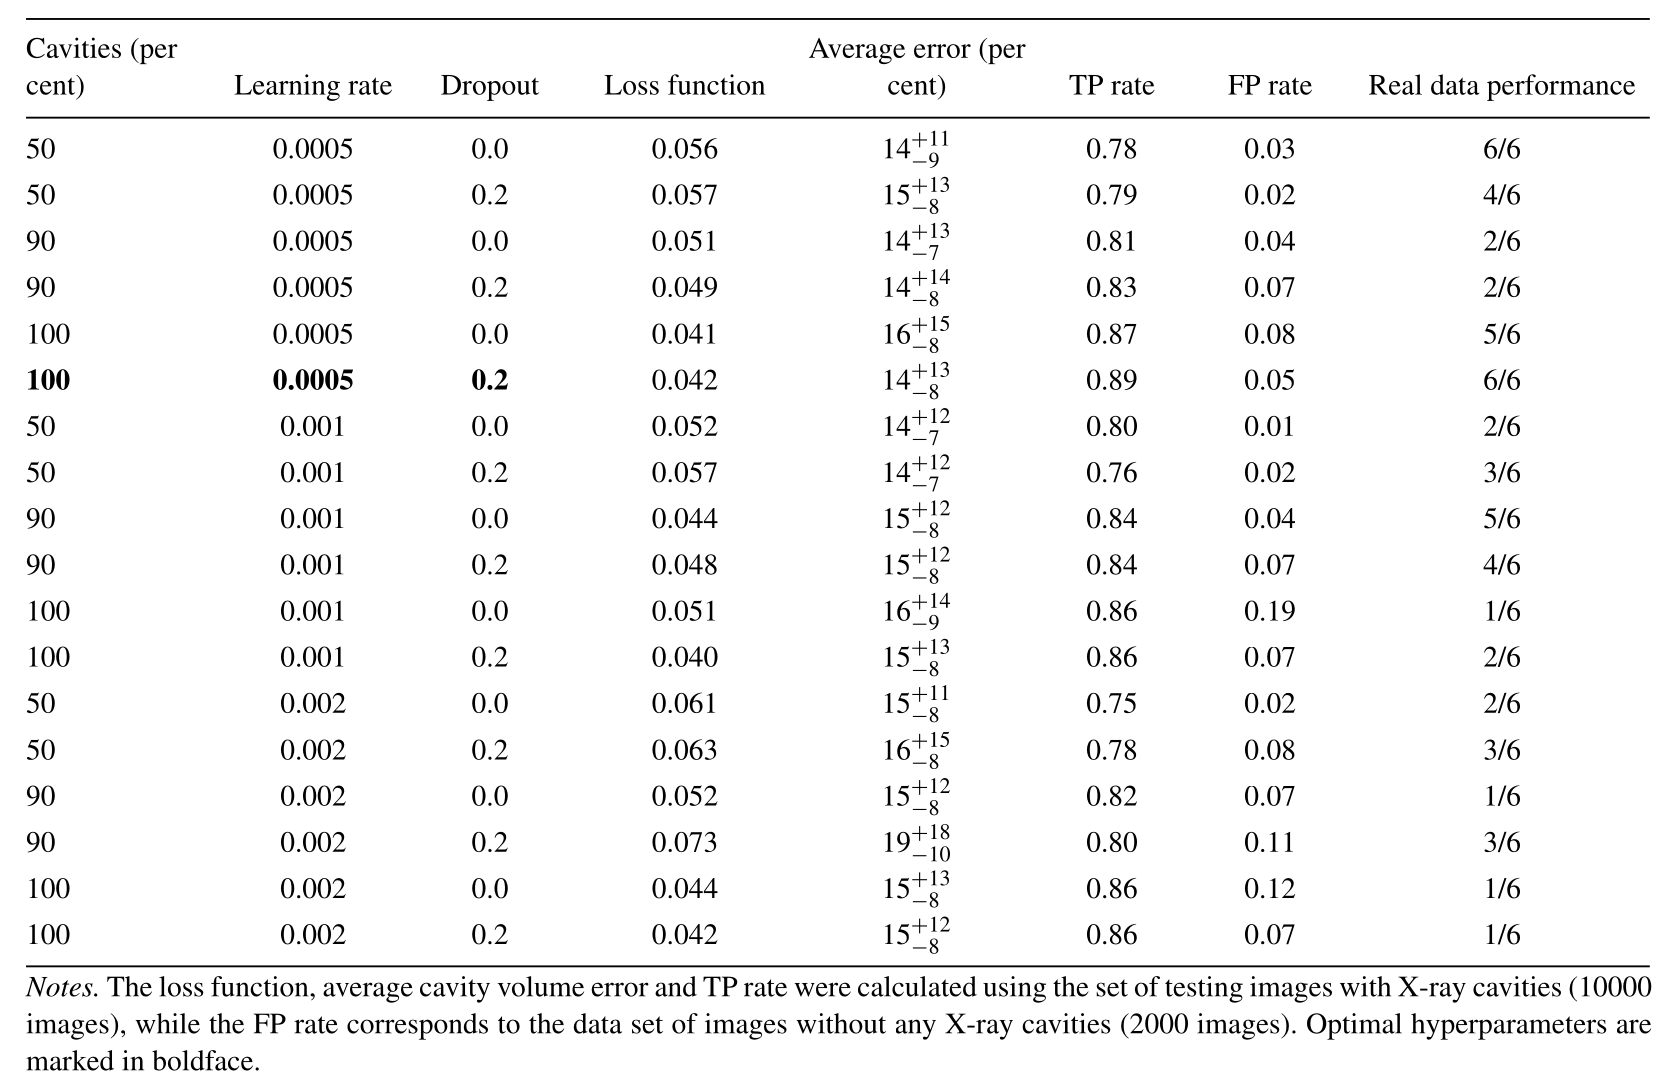 Cavities (per cent) Learning rate Dropout Loss function Average error (per cent) TP rate FP rate Real data performance
50 0.0005 0.0 0.056 14+11−9 0.78 0.03 6/6
50 0.0005 0.2 0.057 15+13−8 0.79 0.02 4/6
90 0.0005 0.0 0.051 14+13−7 0.81 0.04 2/6
90 0.0005 0.2 0.049 14+14−8 0.83 0.07 2/6
100 0.0005 0.0 0.041 16+15−8 0.87 0.08 5/6
100 0.0005 0.2 0.042 14+13−8 0.89 0.05 6/6
50 0.001 0.0 0.052 14+12−7 0.80 0.01 2/6
50 0.001 0.2 0.057 14+12−7 0.76 0.02 3/6
90 0.001 0.0 0.044 15+12−8 0.84 0.04 5/6
90 0.001 0.2 0.048 15+12−8 0.84 0.07 4/6
100 0.001 0.0 0.051 16+14−9 0.86 0.19 1/6
100 0.001 0.2 0.040 15+13−8 0.86 0.07 2/6
50 0.002 0.0 0.061 15+11−8 0.75 0.02 2/6
50 0.002 0.2 0.063 16+15−8 0.78 0.08 3/6
90 0.002 0.0 0.052 15+12−8 0.82 0.07 1/6
90 0.002 0.2 0.073 19+18−10 0.80 0.11 3/6
100 0.002 0.0 0.044 15+13−8 0.86 0.12 1/6
100 0.002 0.2 0.042 15+12−8 0.86 0.07 1/6
Notes. The loss function, average cavity volume error and TP rate were calculated using the set of testing images with X-ray cavities (10000
images), while the FP rate corresponds to the data set of images without any X-ray cavities (2000 images). Optimal hyperparameters are
marked in boldface.